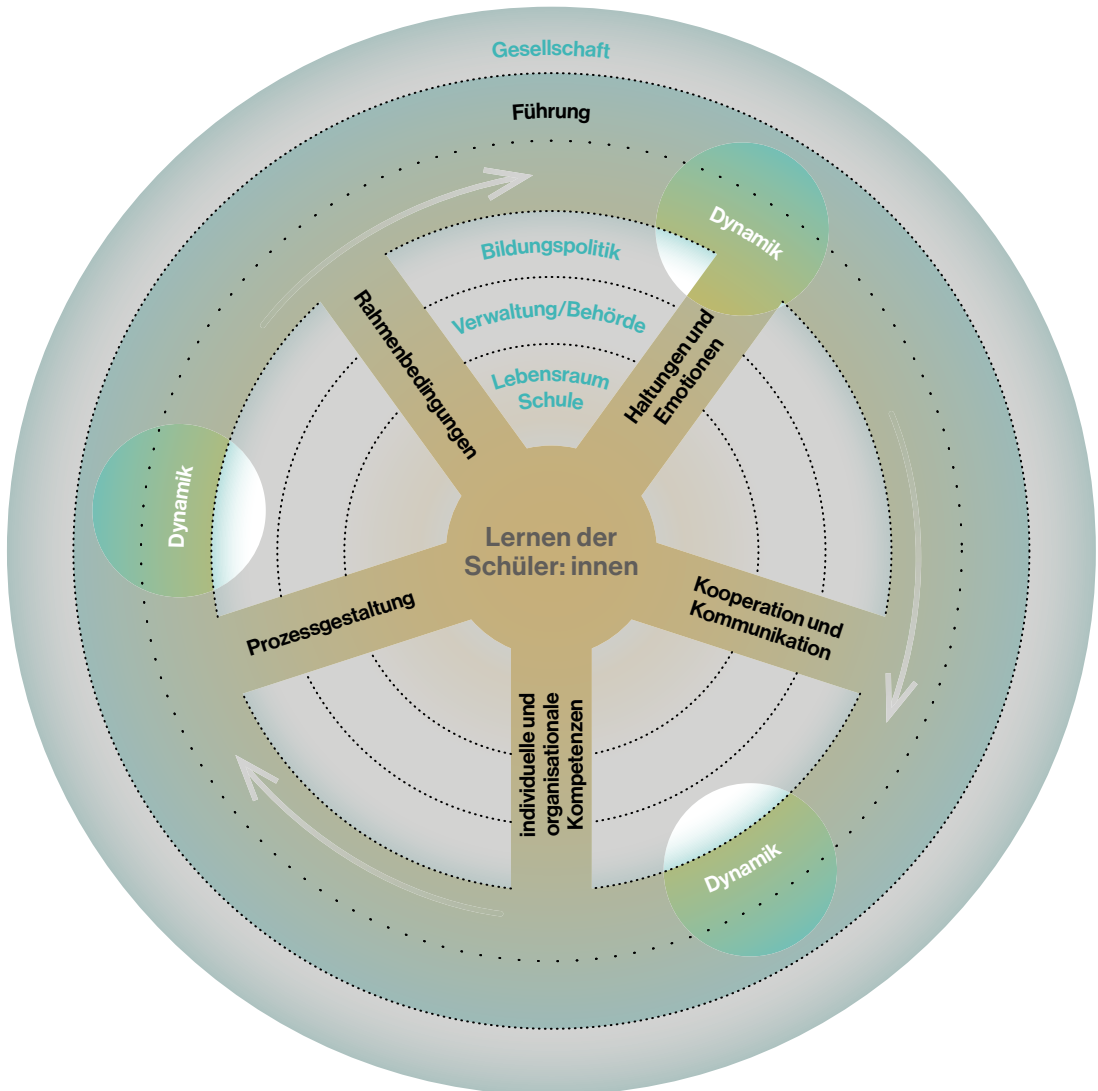 Gesellschaft
Führung
Dynamik
Bildungspolitik
Verwaltung/Behörde
Lebensraum
Schule
Rahmenbedingungen
Haltungen und
Emotionen
Dynamik
Lernen der
Schüler: innen
Prozessgestaltung
Kooperation und
Kommunikation
individuelle und
organisationale
Kompetenzen
Dynamik